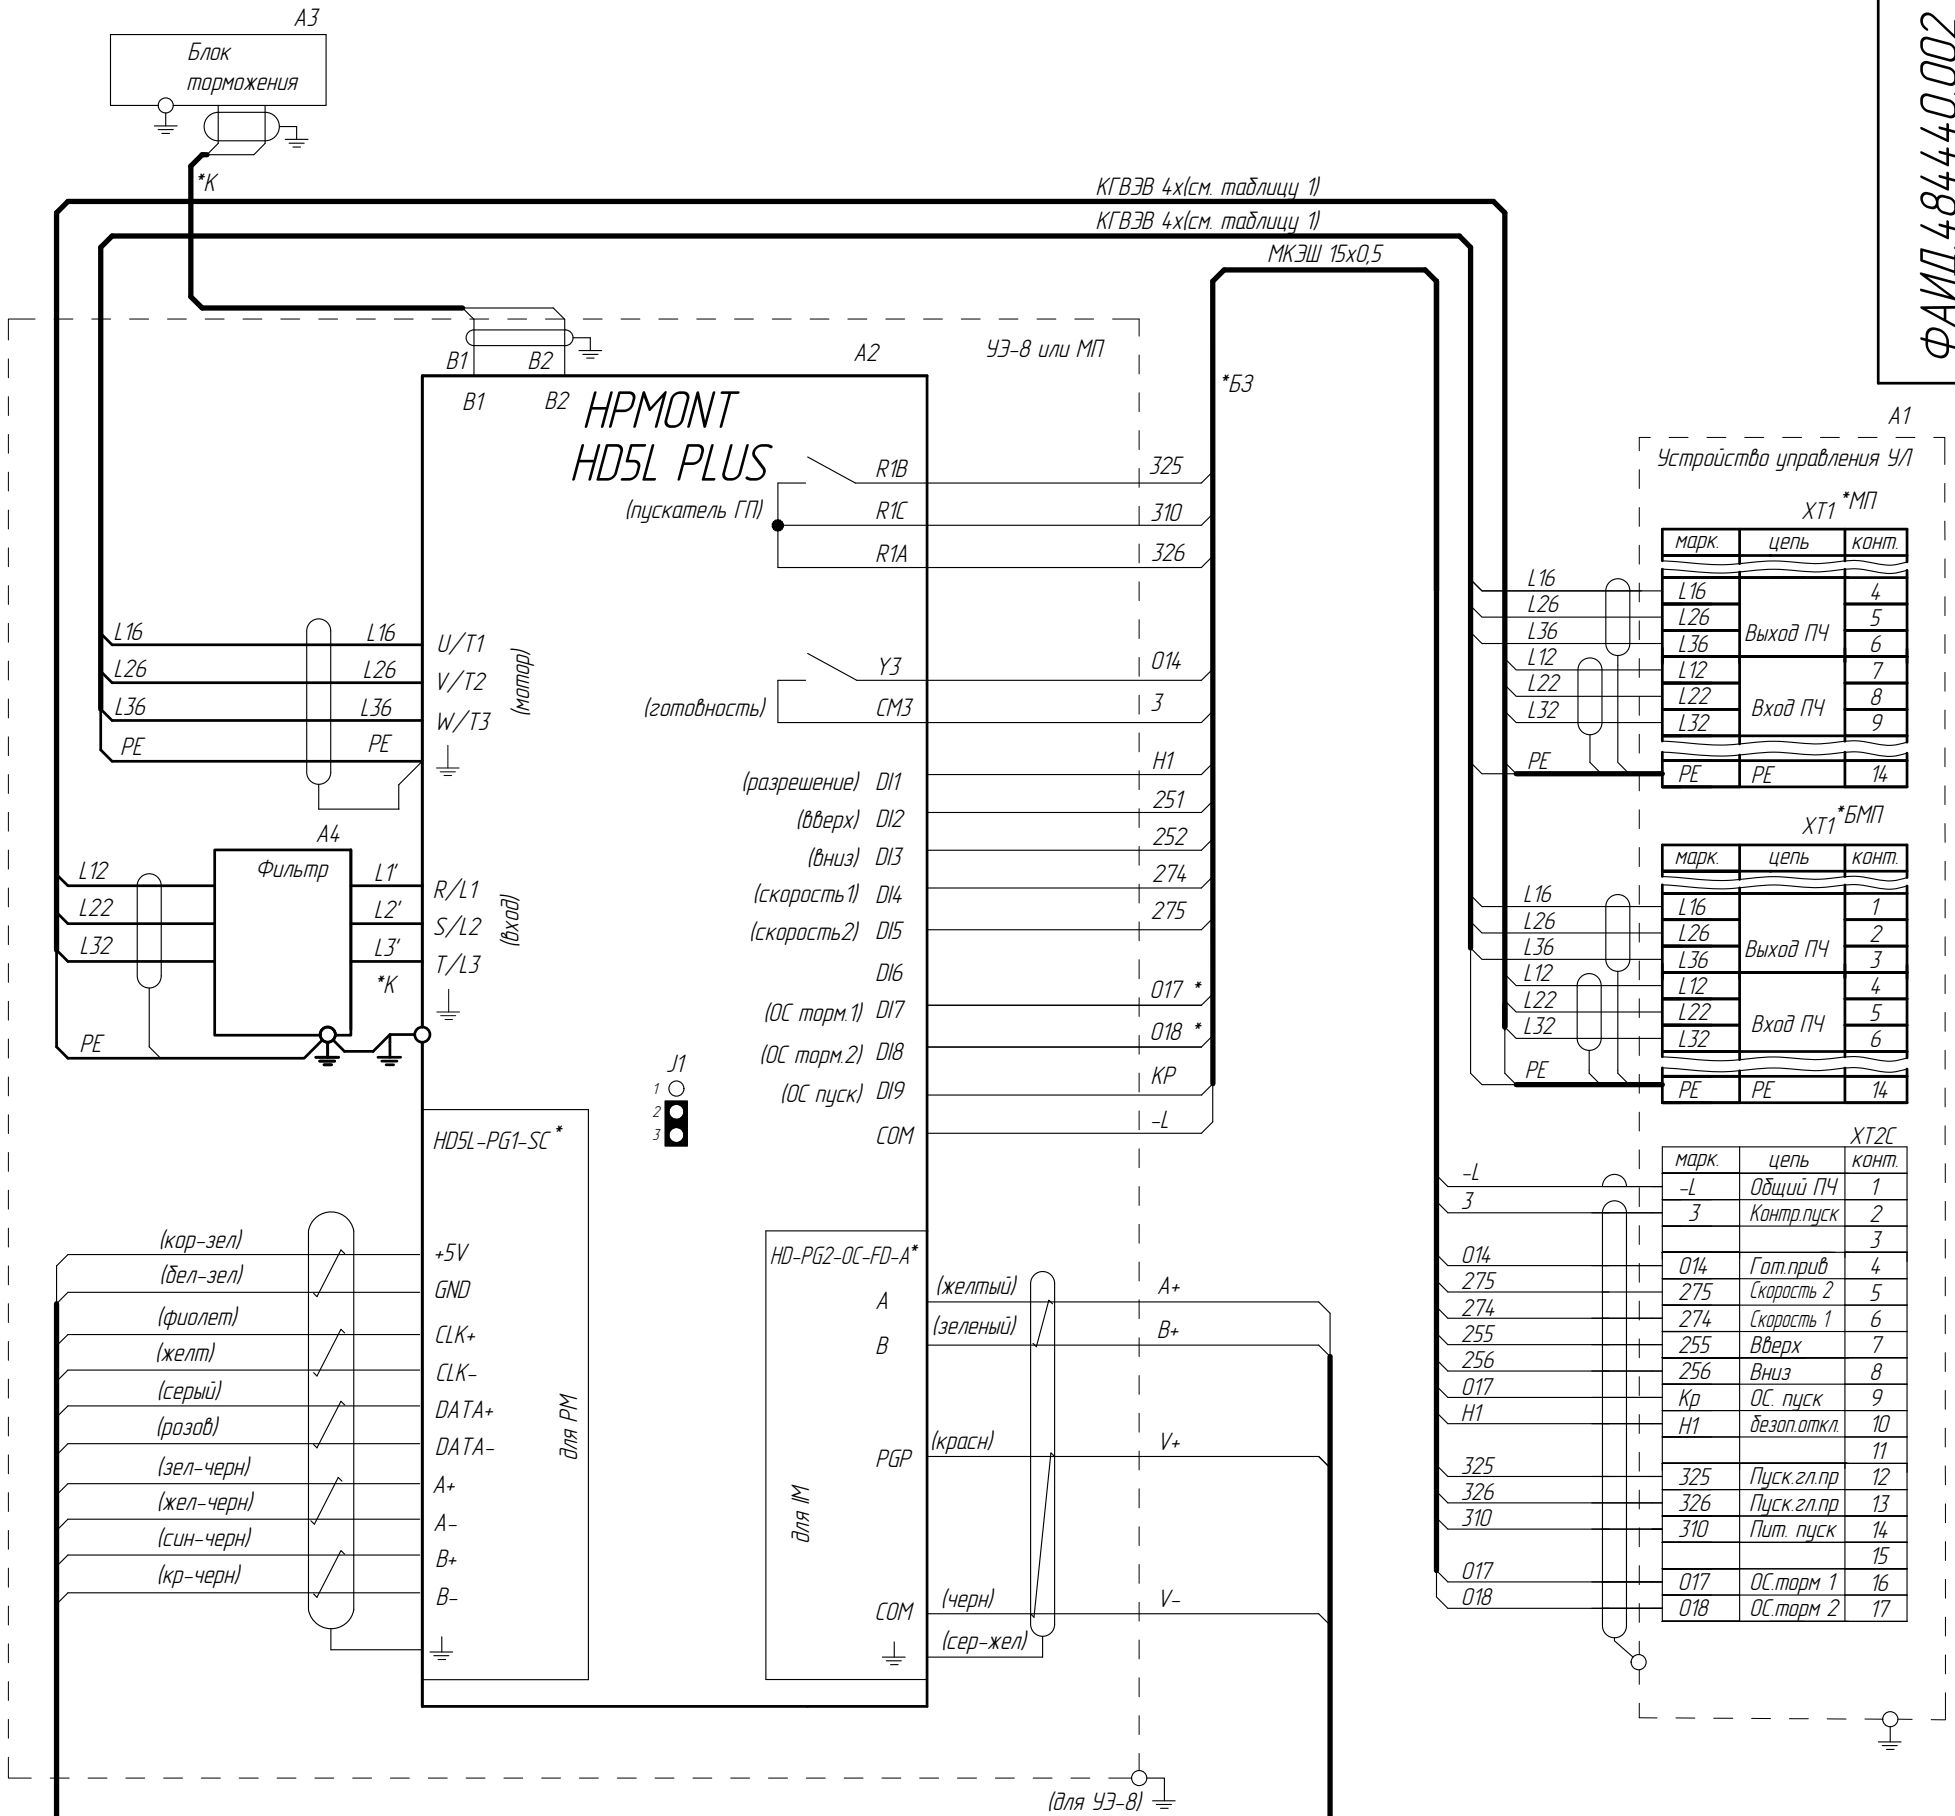 А3
Блок
торможения
*К
КГВЭВ 4х(см. таблицу 1)
КГВЭВ 4х(см. таблицу 1)
МКЭШ 15х0,5
ФАИД.484440.002
УЭ-8 или МП
А2
B1
B2
B1
B2
HPMONT
HD5L PLUS
*БЗ
(пускатель ГП)
R1B
325
R1C
310
R1A
326
L16
L16
U/T1
L26
L26
V/T2
L36
L36
W/T3
PE
PE
(мотор)
Y3
014
(готовность)
CM3
3
(разрешение) DI1
H1
(вверх) DI2
251
(вниз) DI3
252
(скорость1) DI4
274
(скорость2) DI5
275
DI6
(ОС торм.1) DI7
017 *
(ОС торм.2) DI8
018 *
(ОС пуск) DI9
КР
COM
-L
А4
Фильтр
L12
L1'
R/L1
L22
L2'
S/L2
L32
L3'
T/L3
(вход)
*К
PE
J1
1
2
3
HD5L-PG1-SC *
(кор-зел)
+5V
(бел-зел)
GND
(фиолет)
CLK+
(желт)
CLK-
(серый)
DATA+
(розов)
DATA-
(зел-черн)
A+
(жел-черн)
A-
(син-черн)
B+
(кр-черн)
B-
для РМ
HD-PG2-OC-FD-A*
A
(желтый)
A+
B
(зеленый)
B+
PGP
(красн)
V+
COM
(черн)
V-
(сер-жел)
для IM
(для УЭ-8)
А1
Устройство управления УЛ
XT1 *МП
марк. цепь конт.
L16 L16 4
L26 L26 Выход ПЧ 5
L36 L36 6
L12 L12 7
L22 L22 Вход ПЧ 8
L32 L32 9
PE PE PE 14
XT1 *БМП
марк. цепь конт.
L16 L16 1
L26 L26 Выход ПЧ 2
L36 L36 3
L12 L12 4
L22 L22 Вход ПЧ 5
L32 L32 6
PE PE PE 14
XT2C
марк. цепь конт.
-L -L Общий ПЧ 1
3 3 Контр.пуск 2
3
014 014 Гот.прив 4
275 275 Скорость 2 5
274 274 Скорость 1 6
255 255 Вверх 7
256 256 Вниз 8
017 Кр ОС. пуск 9
H1 H1 безоп.откл. 10
11
325 325 Пуск.гл.пр 12
326 326 Пуск.гл.пр 13
310 310 Пит. пуск 14
15
017 017 ОС.торм 1 16
018 018 ОС.торм 2 17